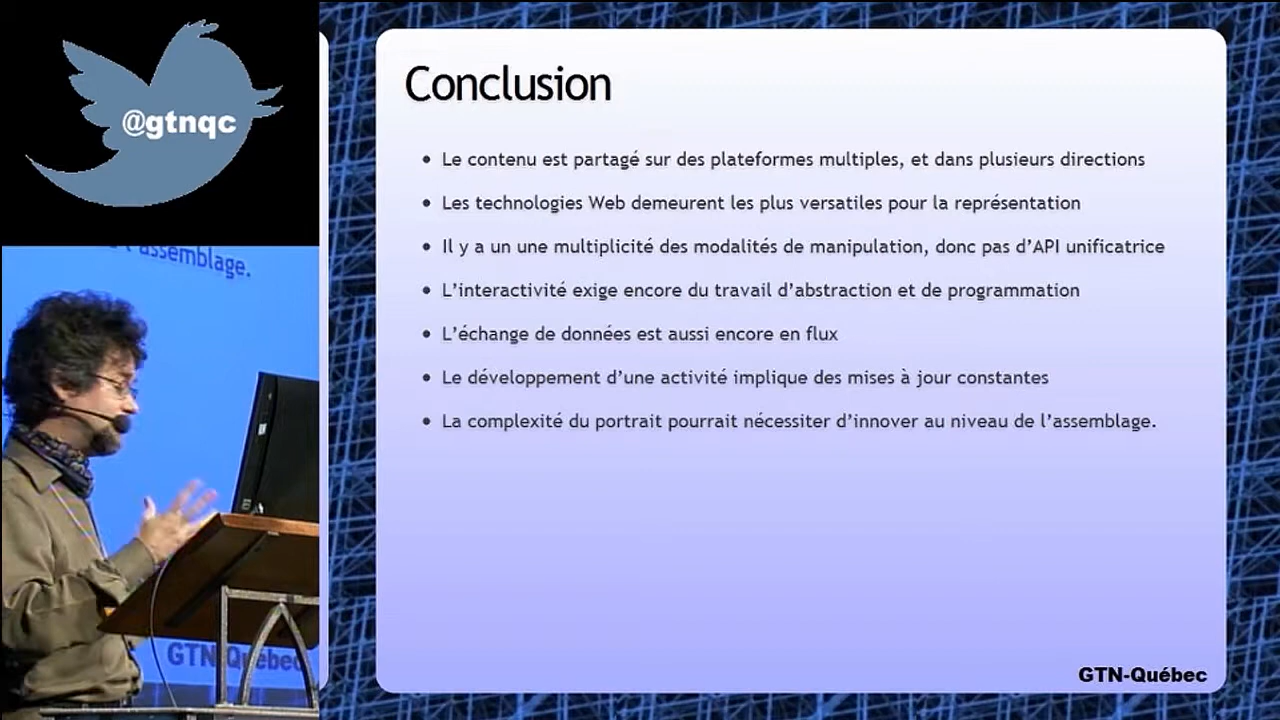 @gtnqc
Conclusion
• Le contenu est partagé sur des plateformes multiples, et dans plusieurs directions
• Les technologies Web demeurent les plus versatiles pour la représentation
• Il y a un une multiplicité des modalités de manipulation, donc pas d’API unificatrice
• L’interactivité exige encore du travail d’abstraction et de programmation
• L’échange de données est aussi encore en flux
• Le développement d’une activité implique des mises à jour constantes
• La complexité du portrait pourrait nécessiter d’innover au niveau de l’assemblage.
GTN-Québec
l’assemblage.
GTN-Québec